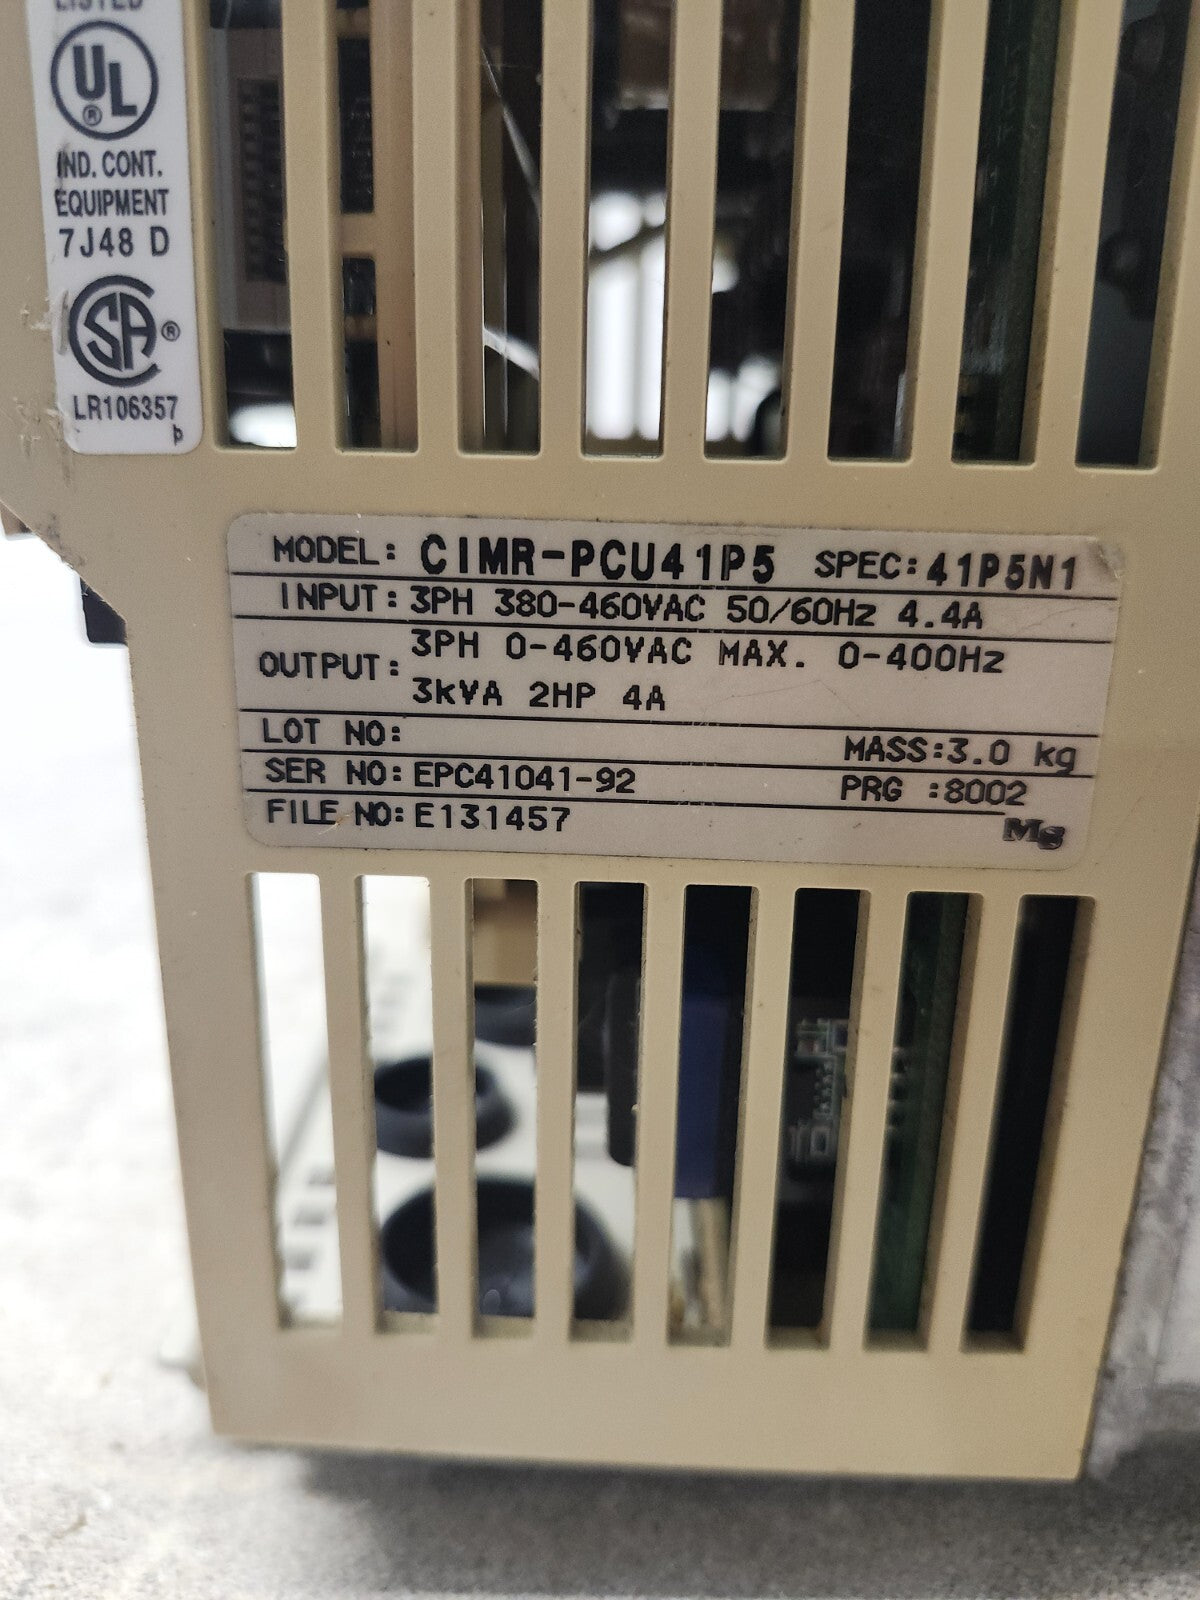 LISTED
UL ®
IND. CONT.
EQUIPMENT
7J48 D
SA ®
LR106357
þ
MODEL: CIMR-PCU41P5 SPEC: 41P5N1
INPUT: 3PH 380-460VAC 50/60Hz 4.4A
OUTPUT: 3PH 0-460VAC MAX. 0-400Hz
3kVA 2HP 4A
LOT NO: MASS: 3.0 kg
SER NO: EPC41041-92 PRG :8002
FILE NO: E131457